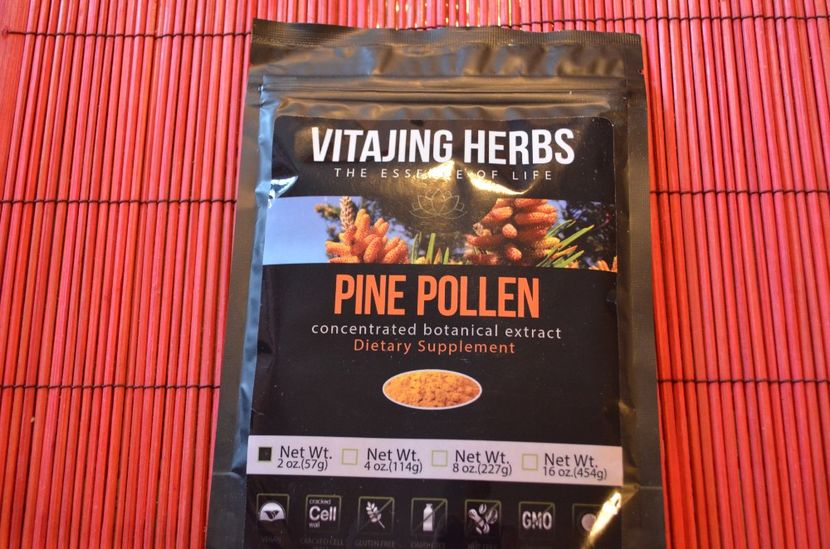 VITAJING HERBS
THE ESSENCE OF LIFE
PINE POLLEN
concentrated botanical extract
Dietary Supplement
Net Wt. Net Wt. Net Wt. Net Wt.
2 oz.(57g) 4 oz.(114g) 8 oz.(227g) 16 oz.(454g)
cracked
Cell
wall
GMO
VEGAN CRACKED CELL GLUTEN FREE